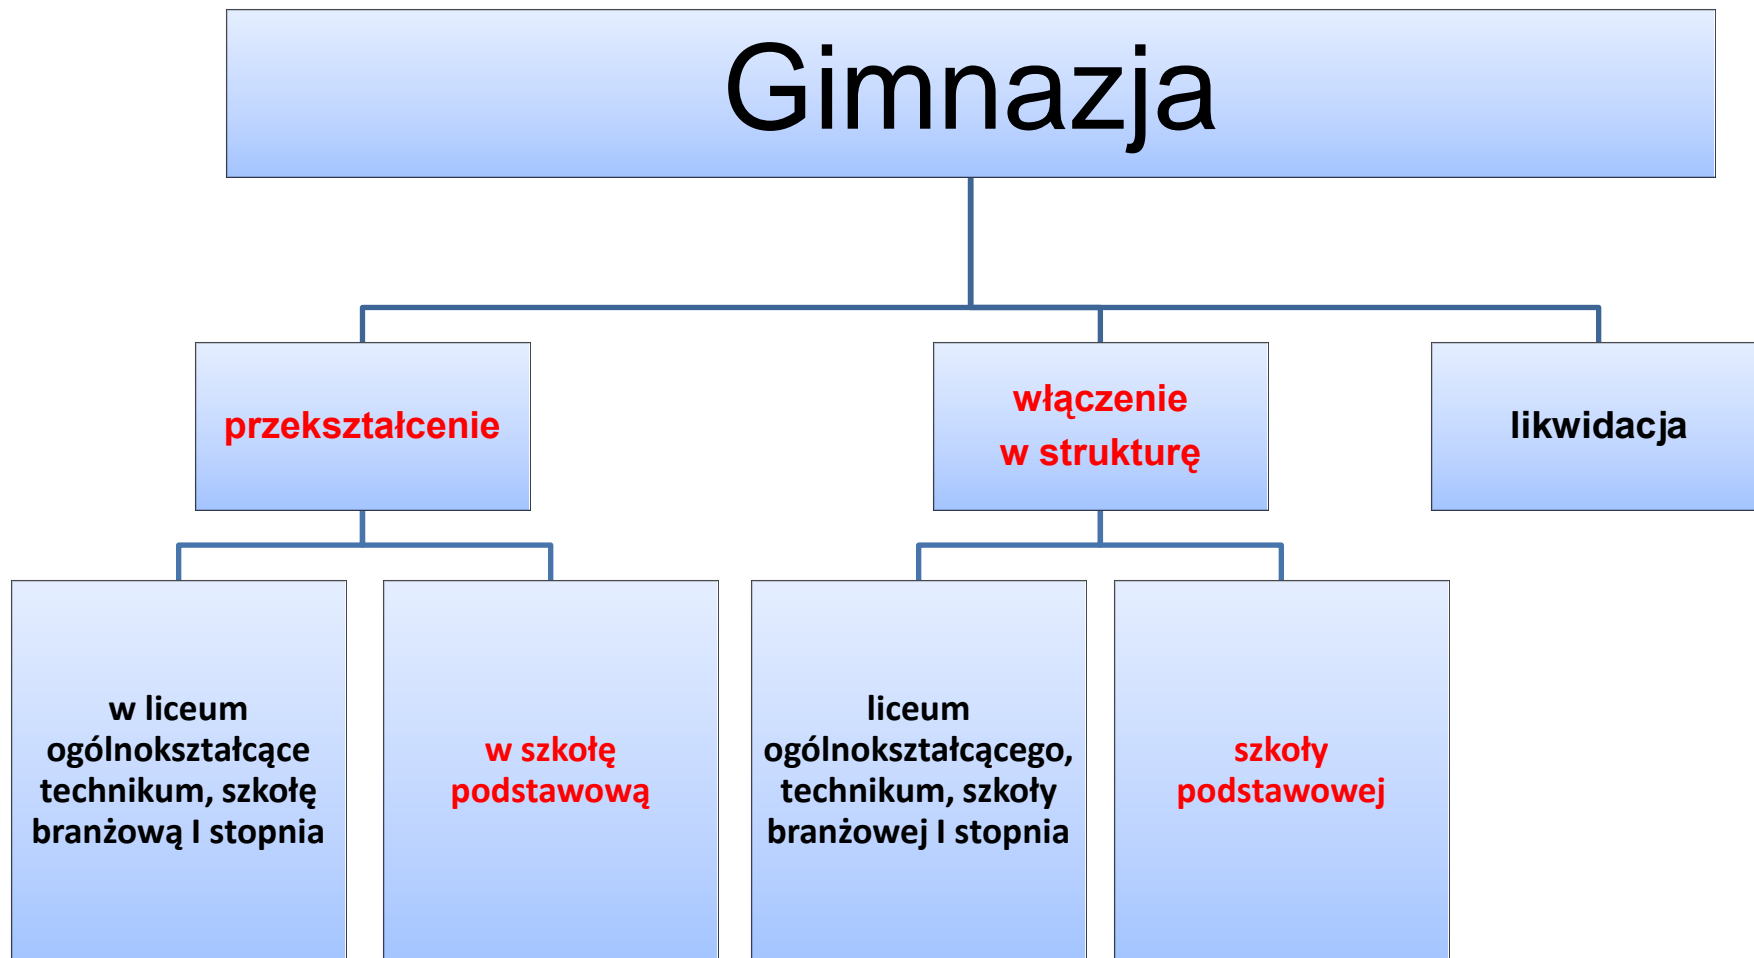 Gimnazja
przekształcenie
włączenie
w strukturę
likwidacja
w liceum
ogólnokształcące
technikum, szkołę
branżową I stopnia
w szkołę
podstawową
liceum
ogólnokształcącego,
technikum, szkoły
branżowej I stopnia
szkoły
podstawowej